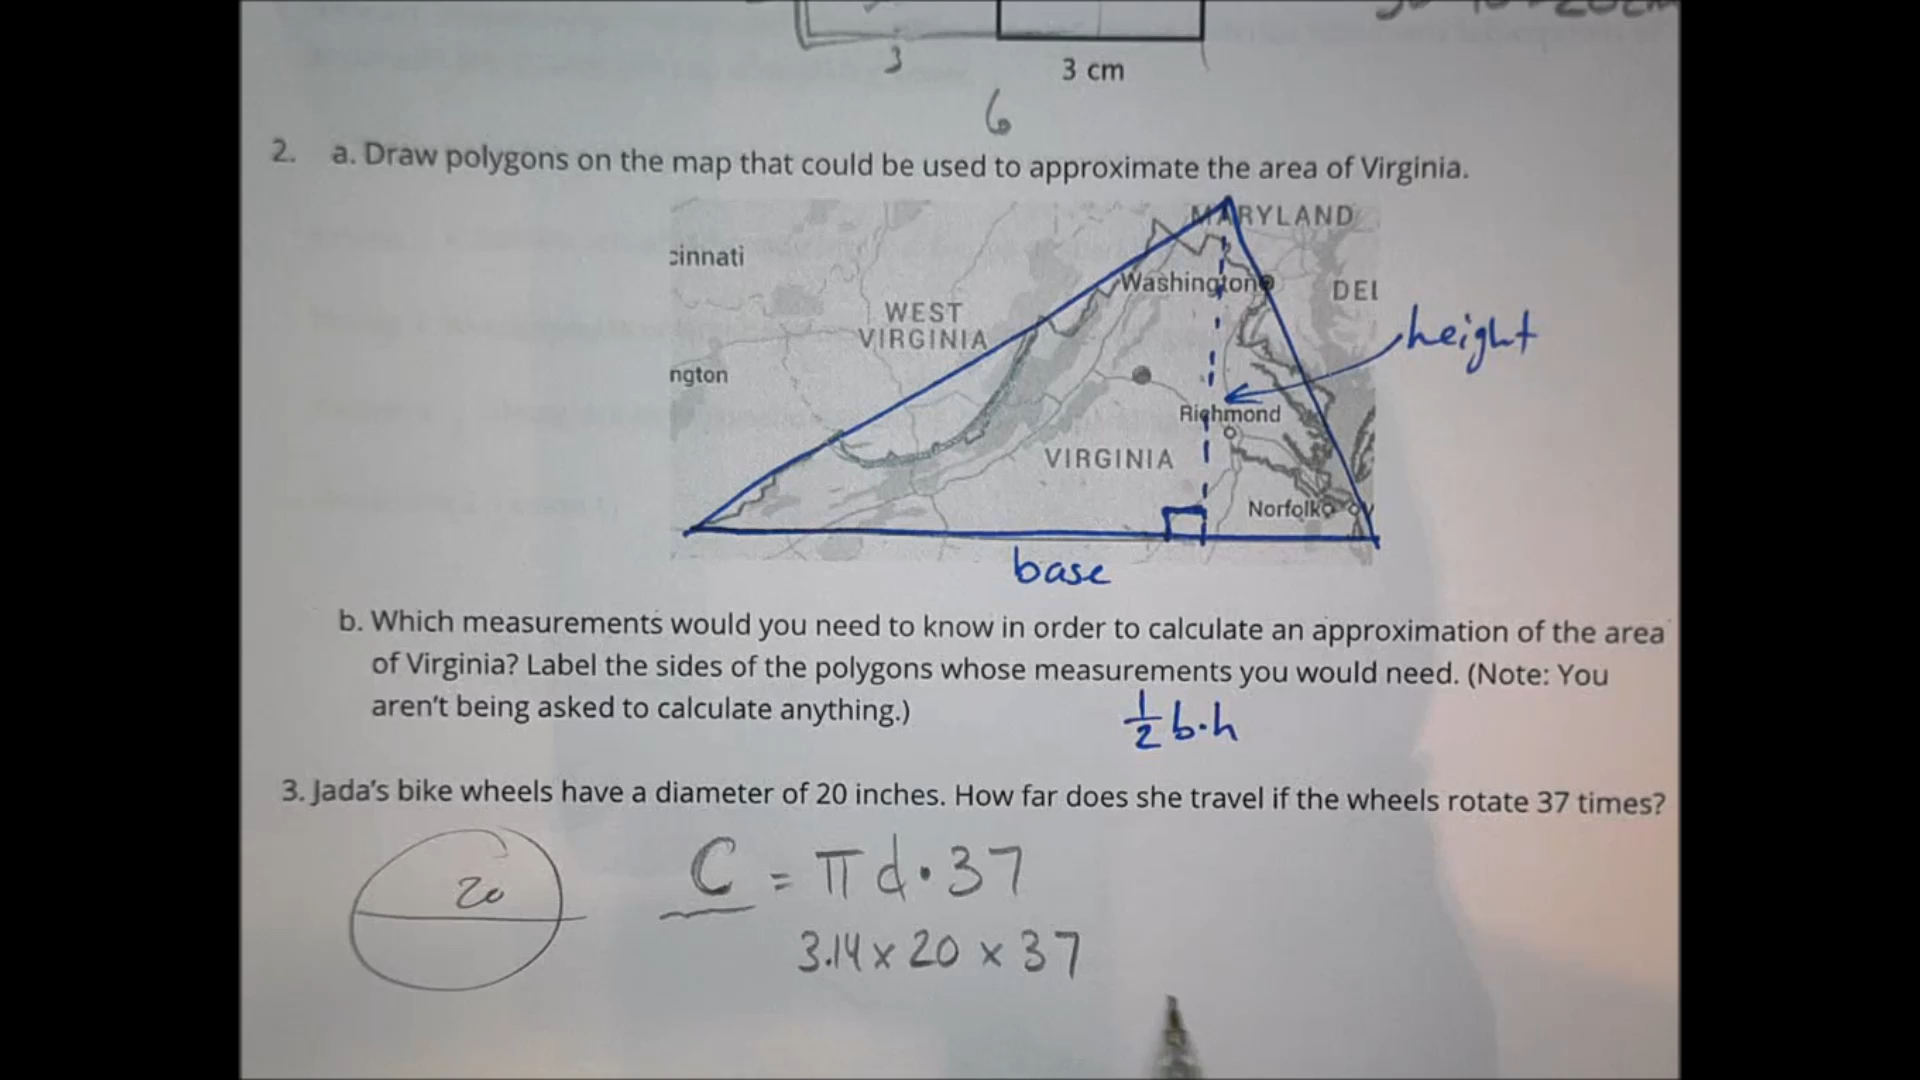 3
3 cm
6
2. a. Draw polygons on the map that could be used to approximate the area of Virginia.
MARYLAND
cinnati
Washington
DEL
WEST
VIRGINIA
height
ngton
Richmond
VIRGINIA
Norfolk
base
b. Which measurements would you need to know in order to calculate an approximation of the area
of Virginia? Label the sides of the polygons whose measurements you would need. (Note: You
aren't being asked to calculate anything.)
1/2 b·h
3. Jada's bike wheels have a diameter of 20 inches. How far does she travel if the wheels rotate 37 times?
20
C = π d · 37
3.14 x 20 x 37